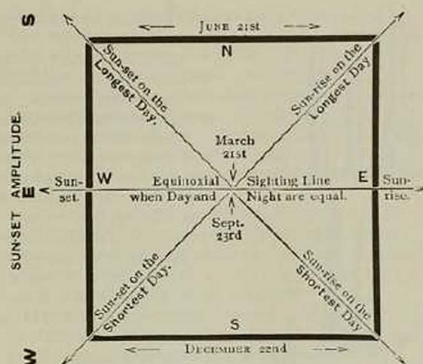 S
JUNE 21st
N
Sun-set on the
Longest Day.
Sun-rise on the
Longest Day
March
21st
SUN-SET AMPLITUDE.
E
Sun-
set.
W
Equinoxial Sighting Line
when Day and Night are equal.
E
Sun-
rise.
Sept.
23rd
Sun-set on the
Shortest Day.
Sun-rise on the
Shortest Day
S
DECEMBER 22nd
W